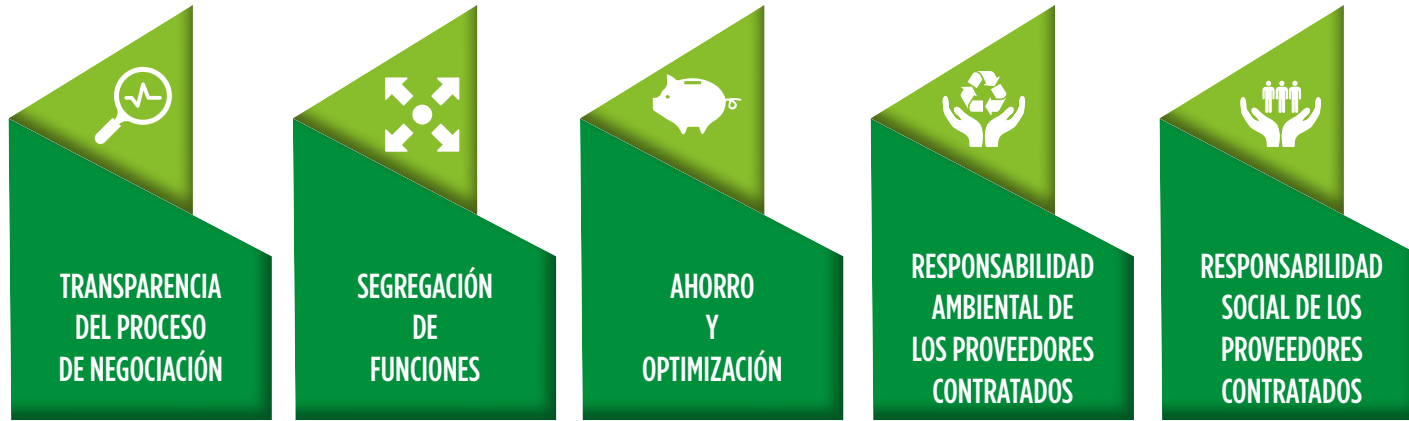 TRANSPARENCIA
DEL PROCESO
DE NEGOCIACIÓN
SEGREGACIÓN
DE
FUNCIONES
AHORRO
Y
OPTIMIZACIÓN
RESPONSABILIDAD
AMBIENTAL DE
LOS PROVEEDORES
CONTRATADOS
RESPONSABILIDAD
SOCIAL DE LOS
PROVEEDORES
CONTRATADOS